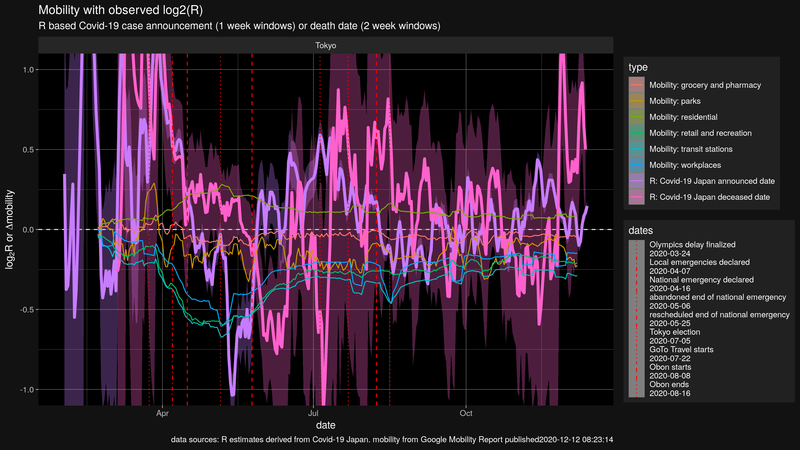 Mobility with observed log2(R)
R based Covid-19 case announcement (1 week windows) or death date (2 week windows)
Tokyo
1.0
0.5
0.0
-0.5
-1.0
log2R or Δmobility
Apr
Jul
Oct
date
type
Mobility: grocery and pharmacy
Mobility: parks
Mobility: residential
Mobility: retail and recreation
Mobility: transit stations
Mobility: workplaces
R: Covid-19 Japan announced date
R: Covid-19 Japan deceased date
dates
Olympics delay finalized
2020-03-24
Local emergencies declared
2020-04-07
National emergency declared
2020-04-16
abandoned end of national emergency
2020-05-06
rescheduled end of national emergency
2020-05-25
Tokyo election
2020-07-05
GoTo Travel starts
2020-07-22
Obon starts
2020-08-08
Obon ends
2020-08-16
data sources: R estimates derived from Covid-19 Japan. mobility from Google Mobility Report published2020-12-12 08:23:14